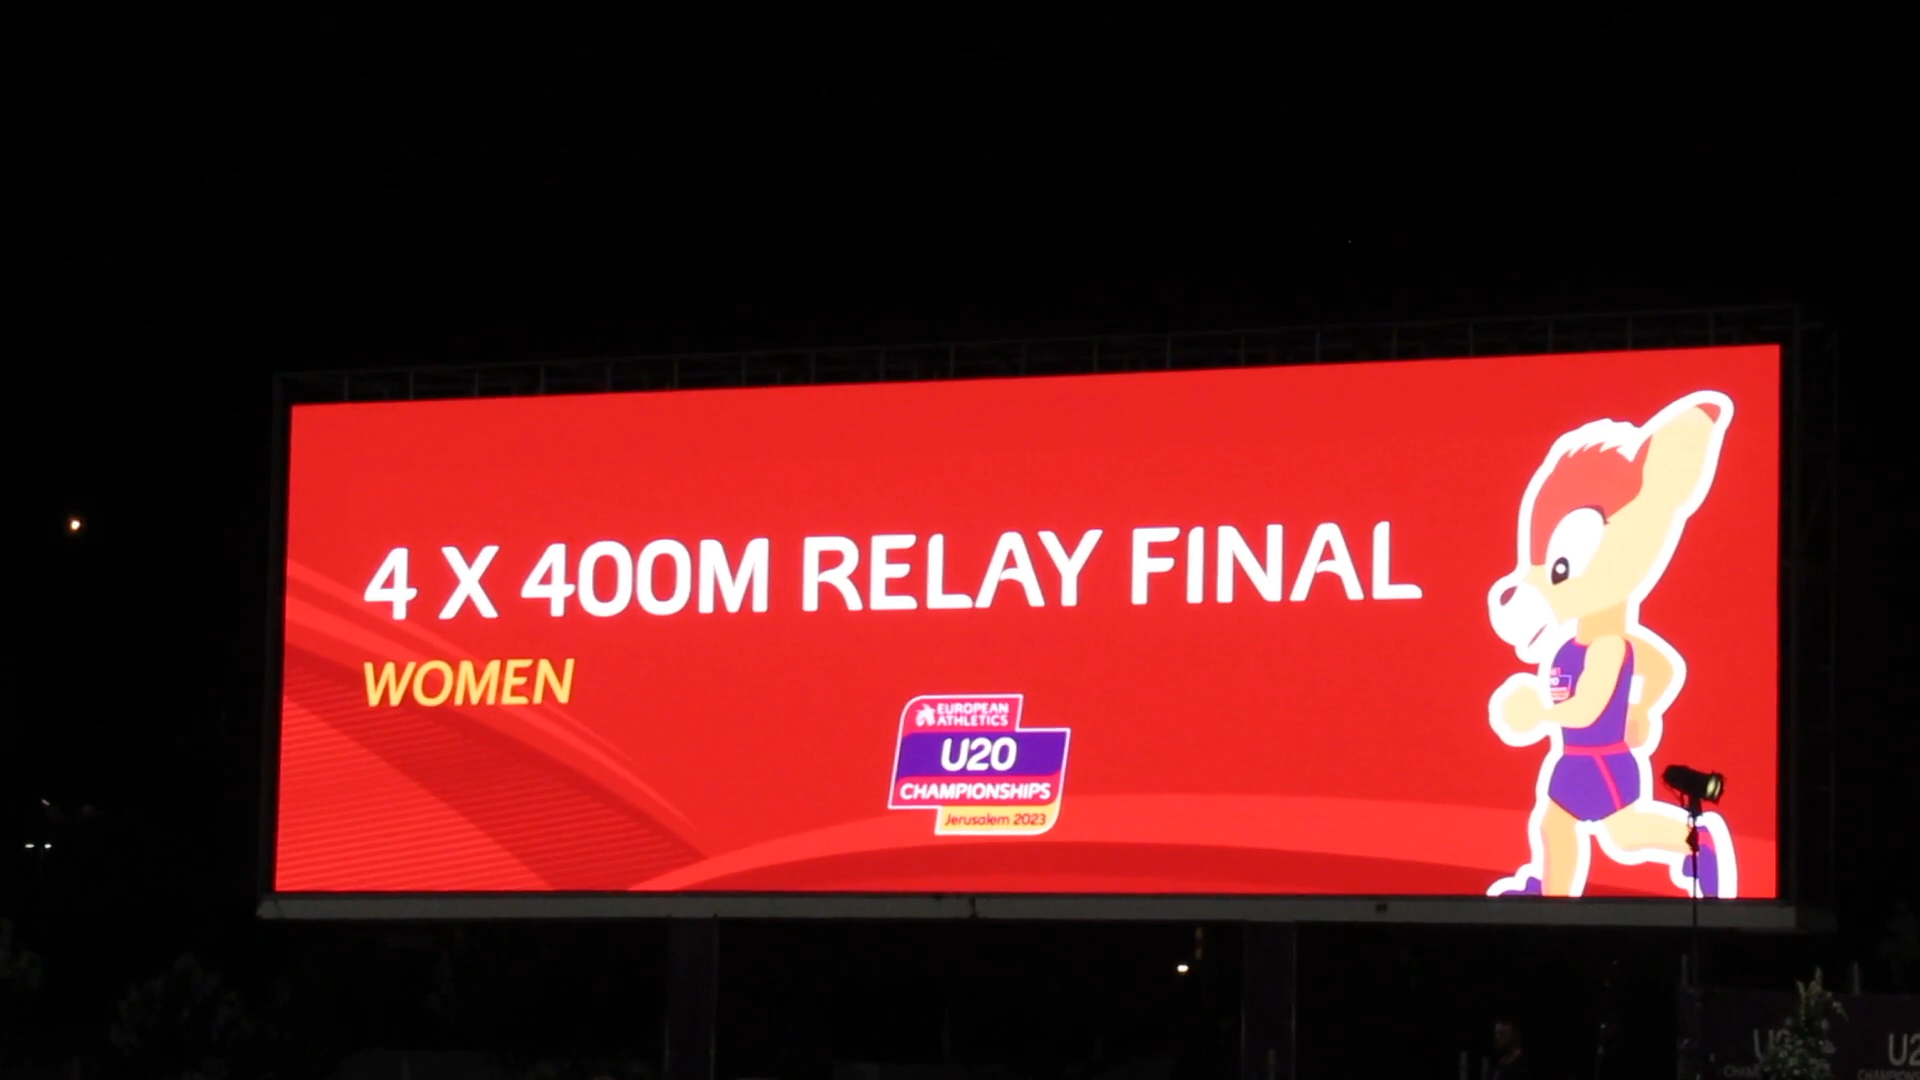 4 X 400M RELAY FINAL
WOMEN
EUROPEAN
ATHLETICS
U20
CHAMPIONSHIPS
Jerusalem 2023